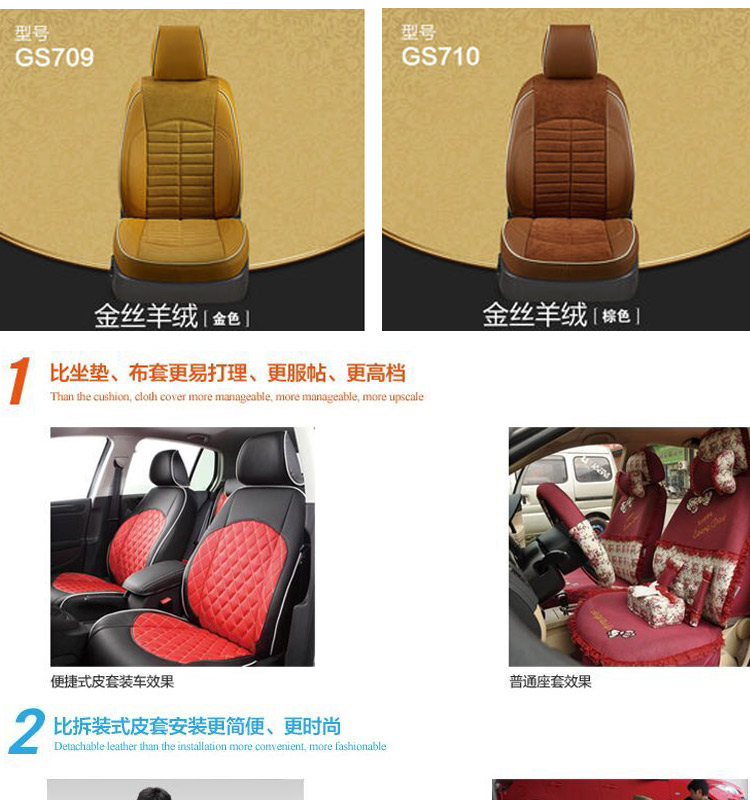 型号
GS709
金丝羊绒 [ 金色 ]
型号
GS710
金丝羊绒 [ 棕色 ]
1 比坐垫、布套更易打理、更服帖、更高档
Than the cushion, cloth cover more manageable, more manageable, more upscale
便捷式皮套装车效果
普通座套效果
2 比拆装式皮套安装更简便、更时尚
Detachable leather than the installation more convenient, more fashionable